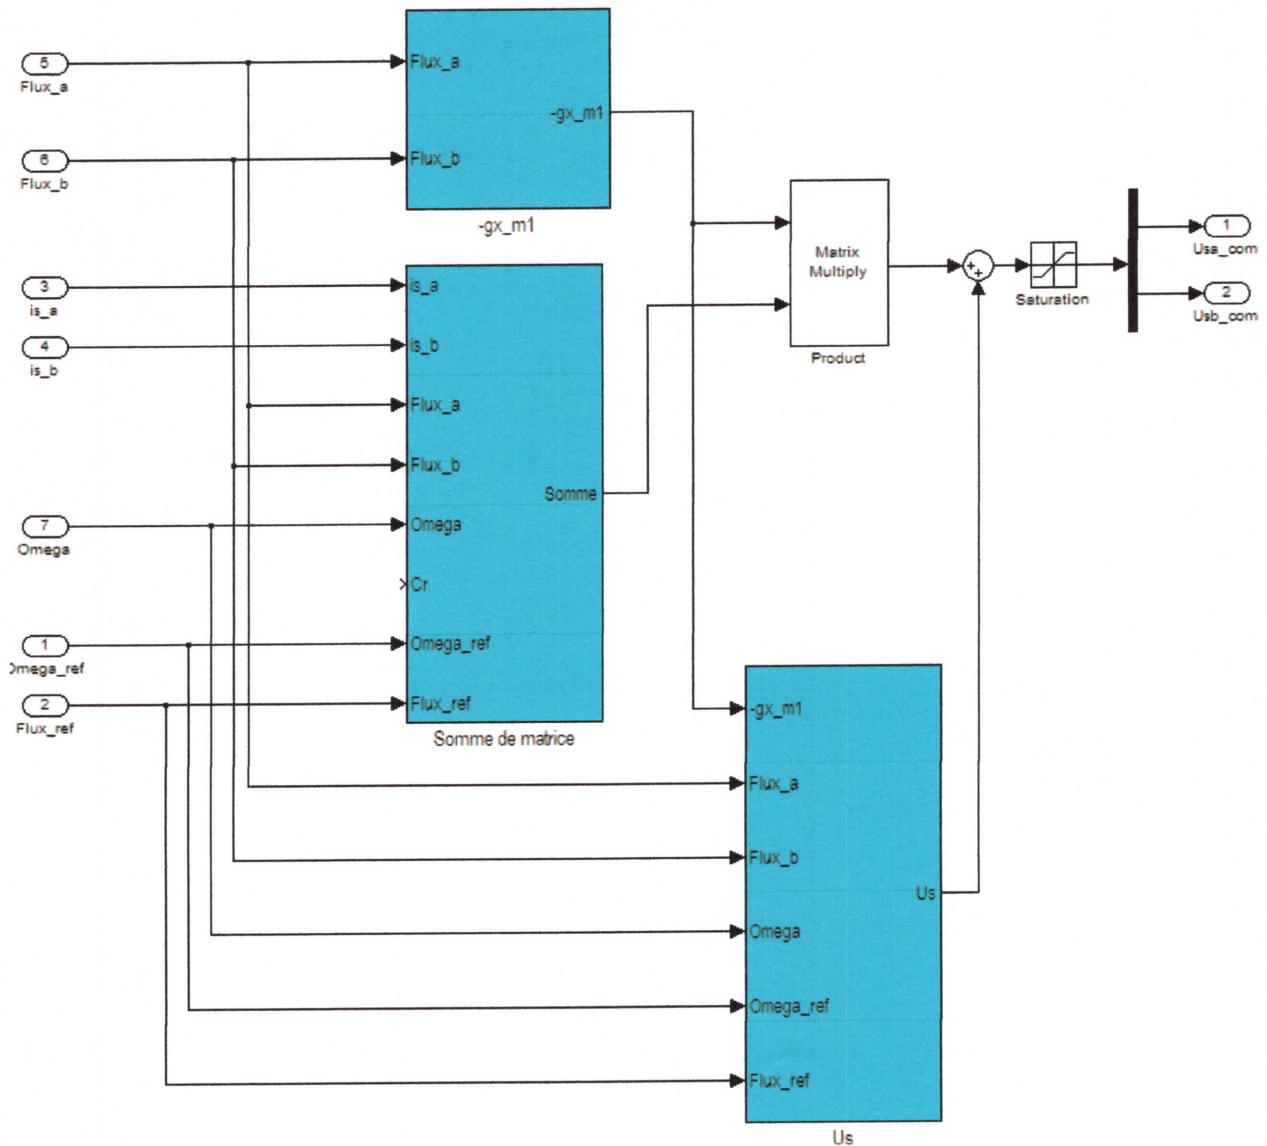 5
Flux_a
6
Flux_b
Flux_a
Flux_b
-gx_m1
-gx_m1
3
is_a
4
is_b
7
Omega
1
Omega_ref
2
Flux_ref
is_a
is_b
Flux_a
Flux_b
Omega
Cr
Omega_ref
Flux_ref
Somme
Somme de matrice
Matrix
Multiply
Product
Saturation
1
Usa_com
2
Usb_com
-gx_m1
Flux_a
Flux_b
Omega
Omega_ref
Flux_ref
Us
Us